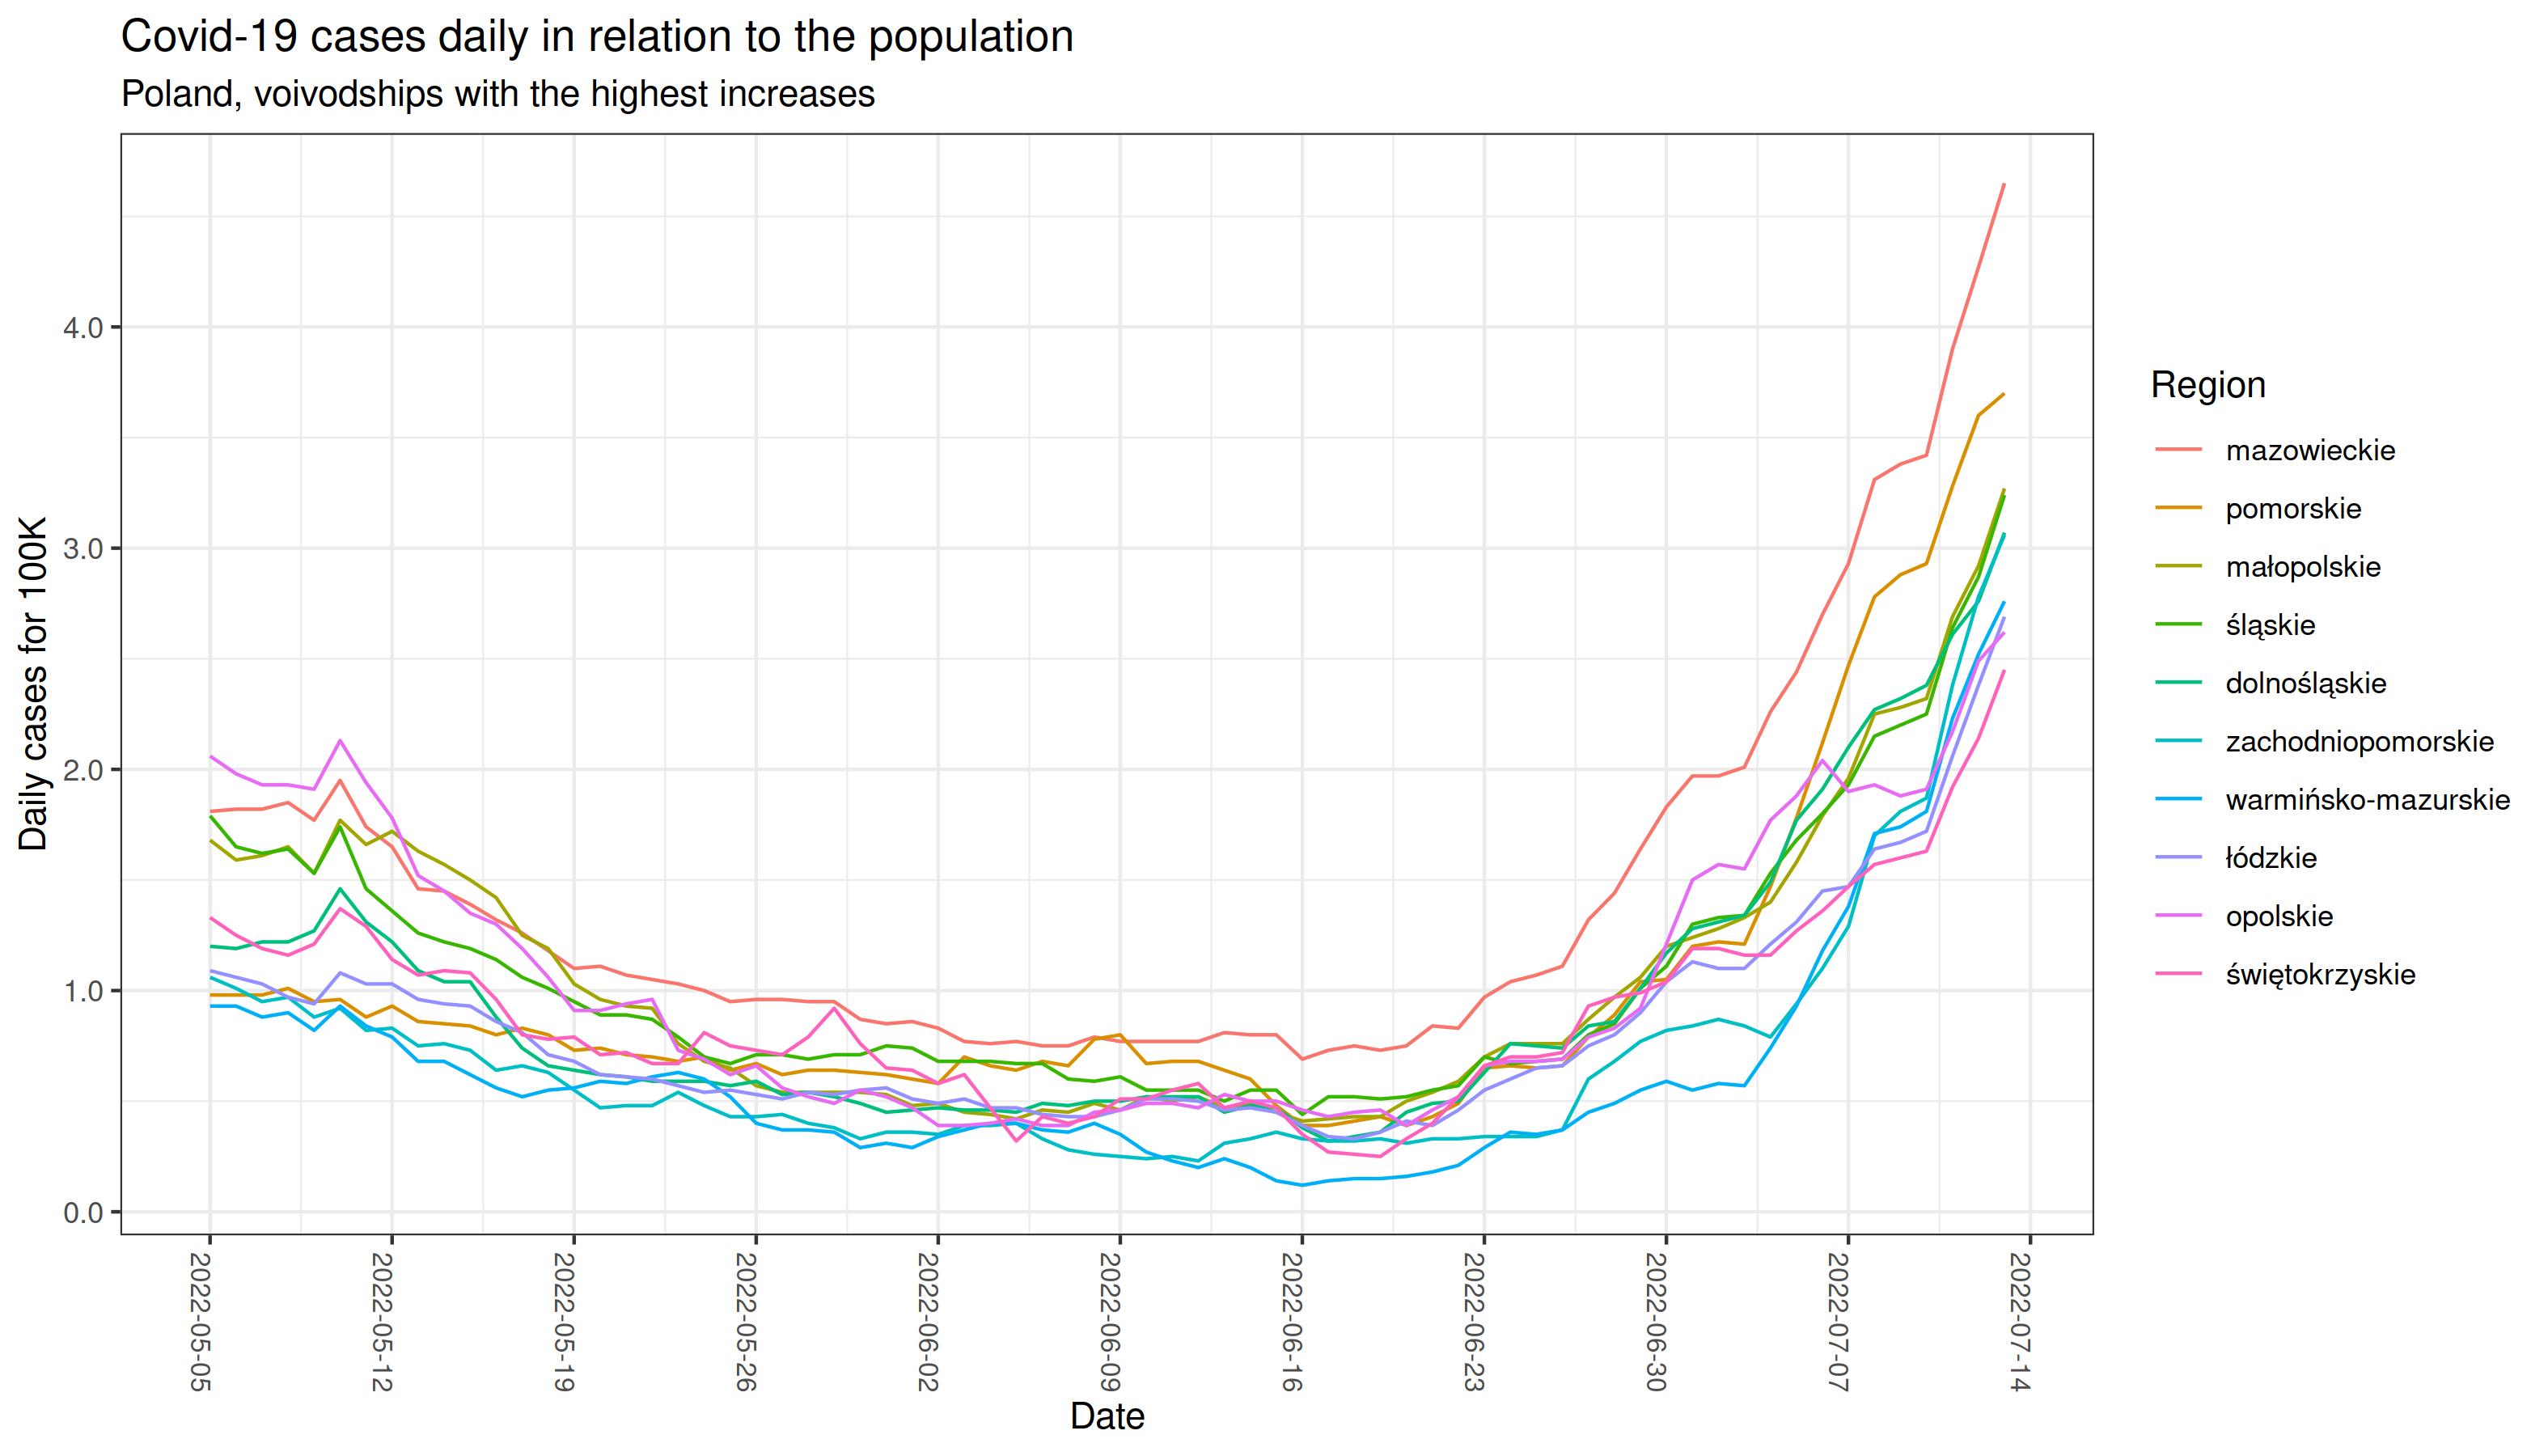 Covid-19 cases daily in relation to the population
Poland, voivodships with the highest increases
Daily cases for 100K
4.0
3.0
2.0
1.0
0.0
2022-05-05
2022-05-12
2022-05-19
2022-05-26
2022-06-02
2022-06-09
2022-06-16
2022-06-23
2022-06-30
2022-07-07
2022-07-14
Date
Region
mazowieckie
pomorskie
małopolskie
śląskie
dolnośląskie
zachodniopomorskie
warmińsko-mazurskie
łódzkie
opolskie
świętokrzyskie